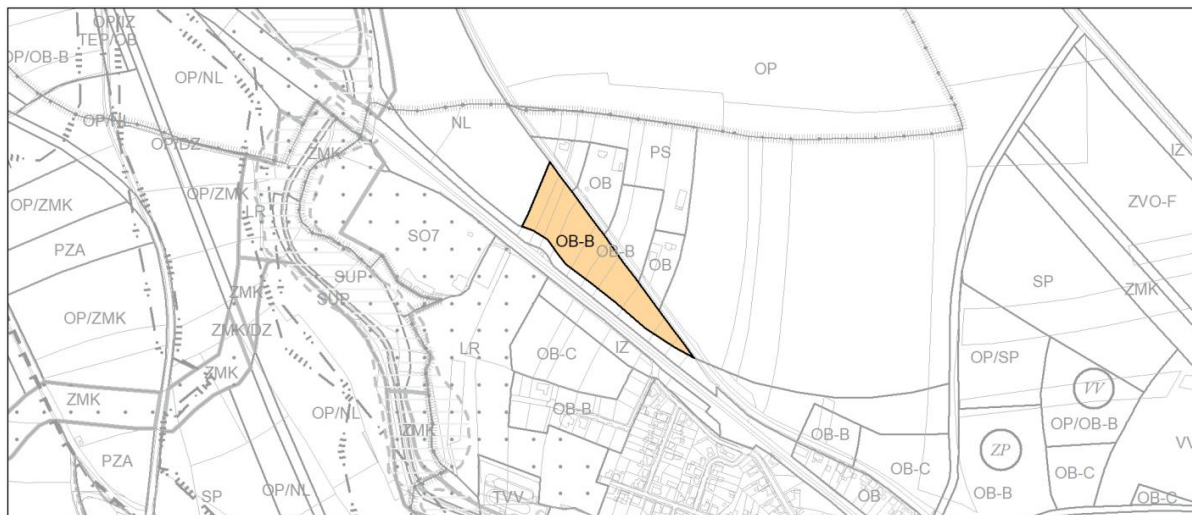 OP/IZ
TEP/OB
OP/OB-B
OP/NL
OP
NL
IZ
OP/DZ
ZMK
PS
OB
OP/ZMK
OP/ZMK
LR
ZVO-F
PZA
SO7
OB-B
OB-B
OB
SUP
SUP
SP
ZMK
ZMK
OP/ZMK
ZMK/DZ
LR
IZ
OB-C
OP/SP
ZMK
VV
ZMK
OP/NL
OB-B
OP/OB-B
ZMK
OB-B
ZP
PZA
OB-C
OB-C
SP
OP/NL
TVV
OB
OB-B
OB-C